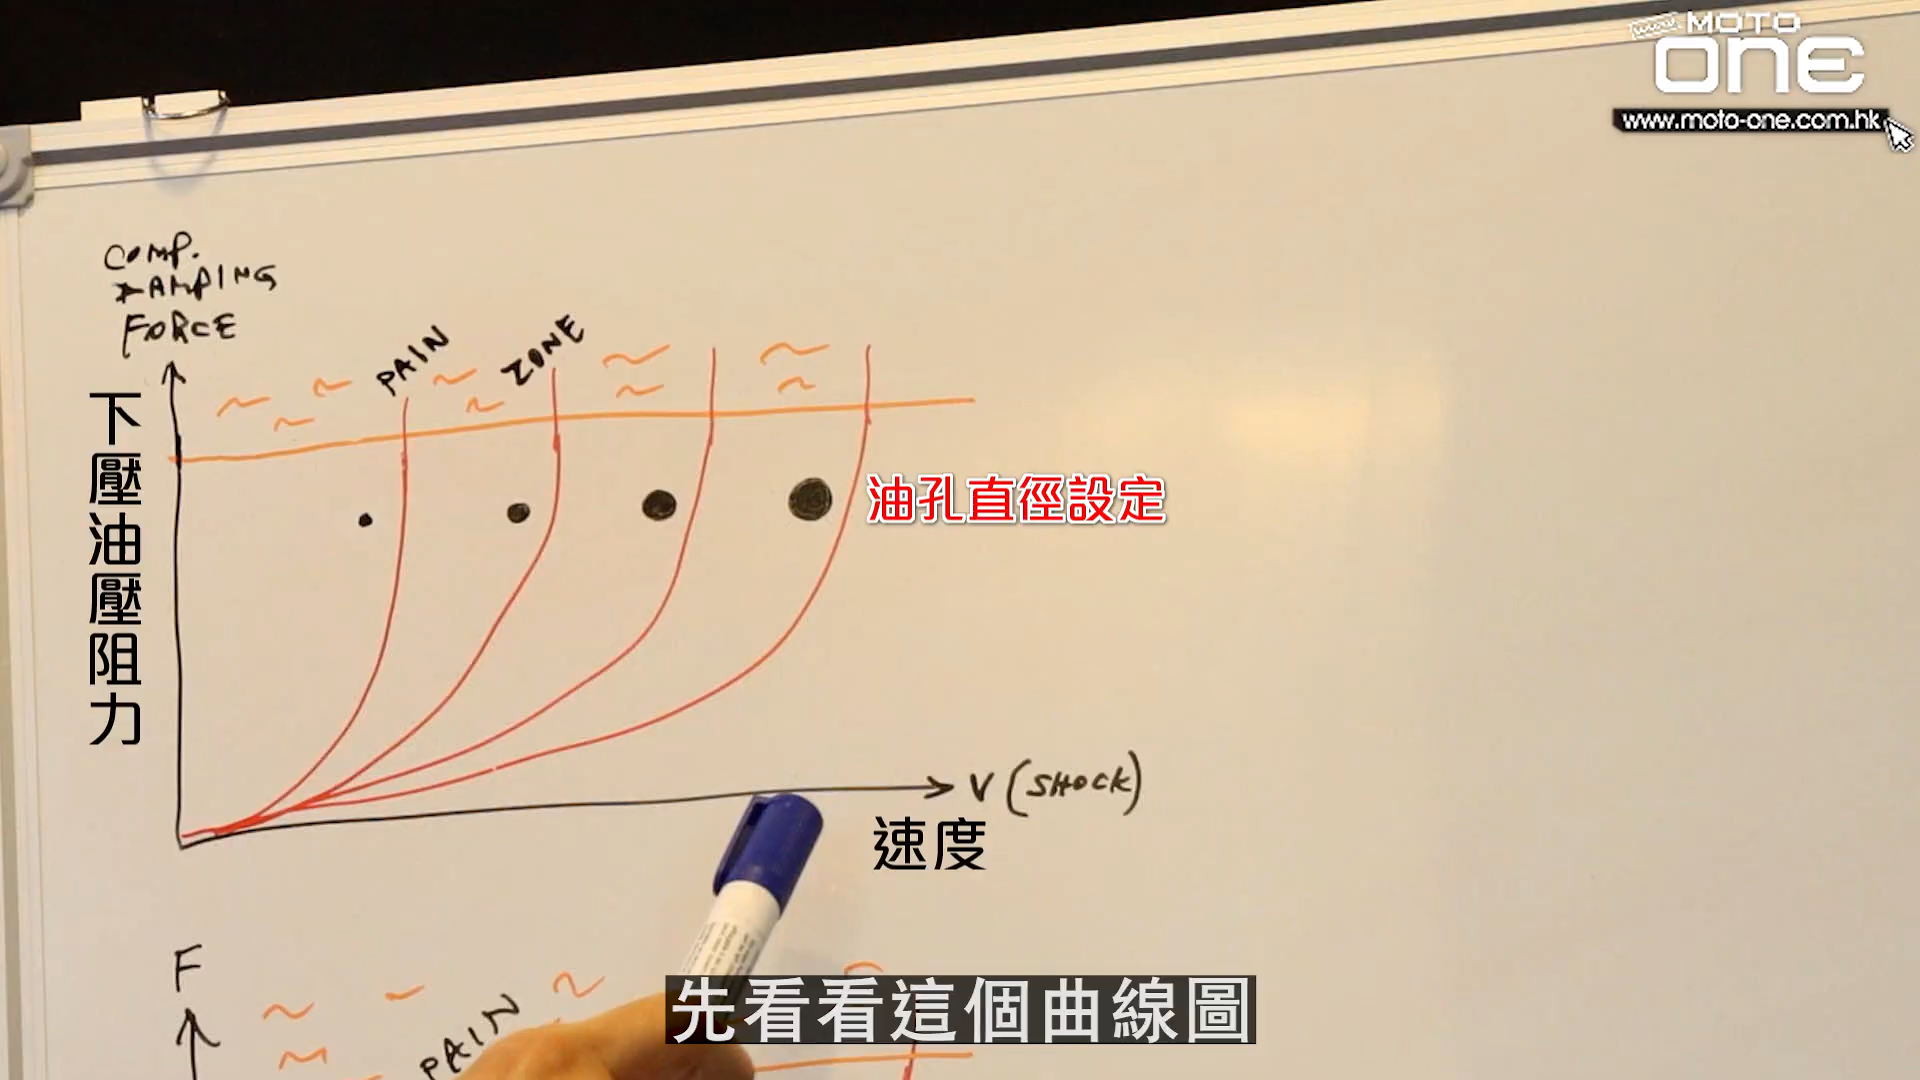 www.MOTO
one
www.moto-one.com.hk
COMP.
DAMPING
FORCE
PAIN ZONE
下壓油壓阻力
油孔直徑設定
V (SHOCK)
速度
F
PAIN
先看看這個曲線圖